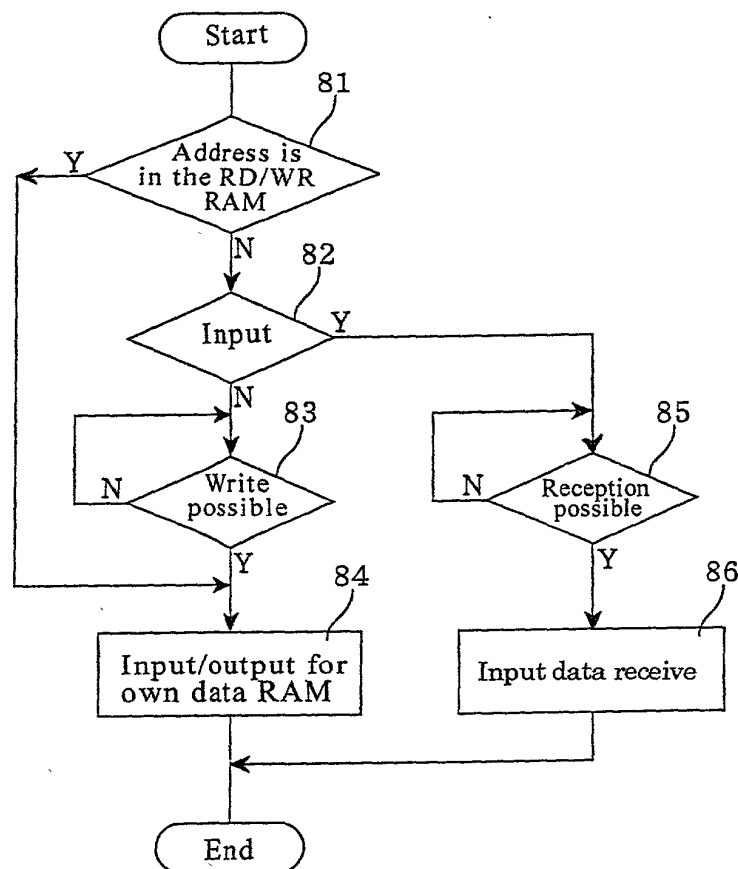 Start
81
Address is
in the RD/WR
RAM
Y
N
82
Input
Y
N
83
Write
possible
N
Y
85
Reception
possible
N
Y
84
Input/output for
own data RAM
86
Input data receive
End